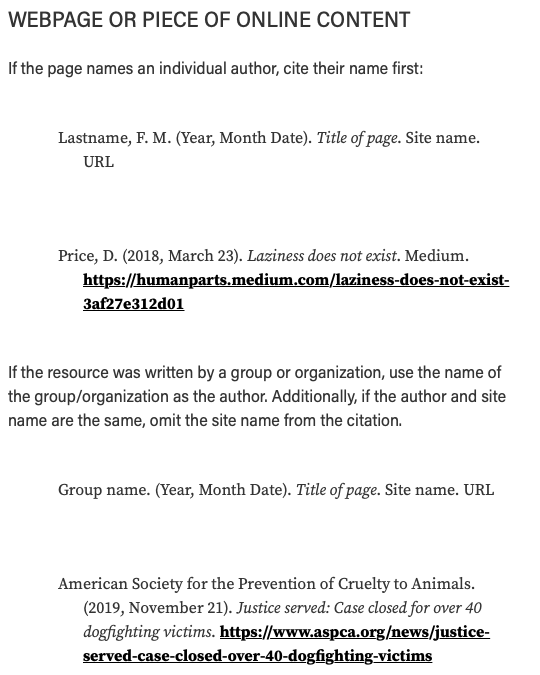 WEBPAGE OR PIECE OF ONLINE CONTENT
If the page names an individual author, cite their name first:
Lastname, F. M. (Year, Month Date). Title of page. Site name.
URL
Price, D. (2018, March 23). Laziness does not exist. Medium.
https://humanparts.medium.com/laziness-does-not-exist-
3af27e312d01
If the resource was written by a group or organization, use the name of
the group/organization as the author. Additionally, if the author and site
name are the same, omit the site name from the citation.
Group name. (Year, Month Date). Title of page. Site name. URL
American Society for the Prevention of Cruelty to Animals.
(2019, November 21). Justice served: Case closed for over 40
dogfighting victims. https://www.aspca.org/news/justice-
served-case-closed-over-40-dogfighting-victims